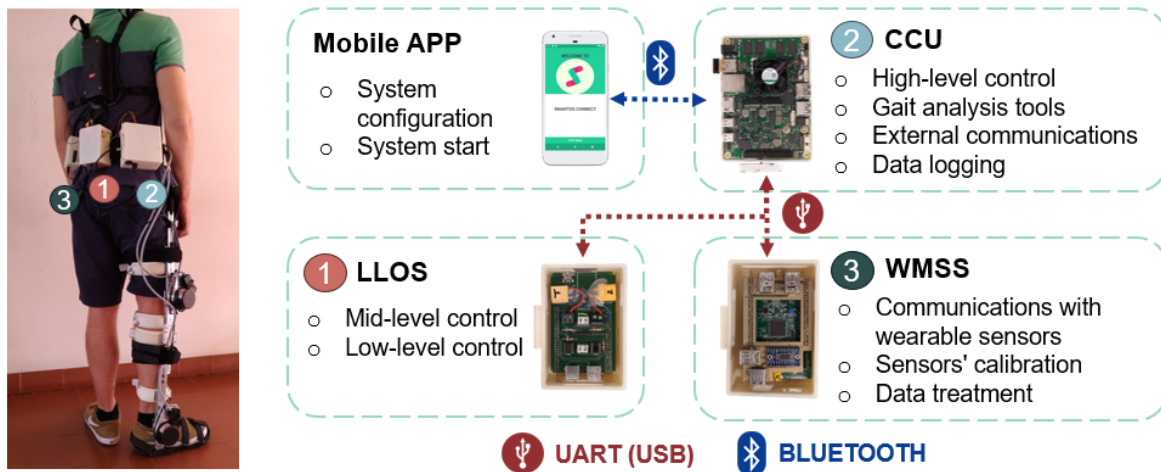 Mobile APP
System
configuration
System start
WELCOME TO
SMARTOS CONNECT
2 CCU
High-level control
Gait analysis tools
External communications
Data logging
3 1 2
1 LLOS
Mid-level control
Low-level control
3 WMSS
Communications with
wearable sensors
Sensors' calibration
Data treatment
UART (USB)
BLUETOOTH